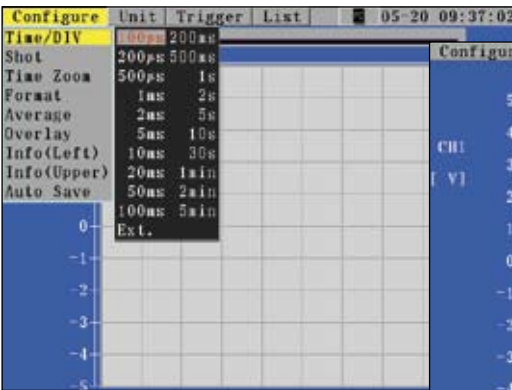 Configure Unit Trigger List 05-20 09:37:02
Time/DIV 100µs 200ms
Shot 200µs 500ms
Time Zoom 500µs 1s
Format 1ms 2s
Average 2ms 5s
Overlay 5ms 10s
Info(Left) 10ms 30s
Info(Upper) 20ms 1min
Auto Save 50ms 2min
100ms 5min
Ext.
0
-1
-2
-3
-4
-5
Configur
5
4
CH1
3
[ V]
2
1
0
-1
-2
-3